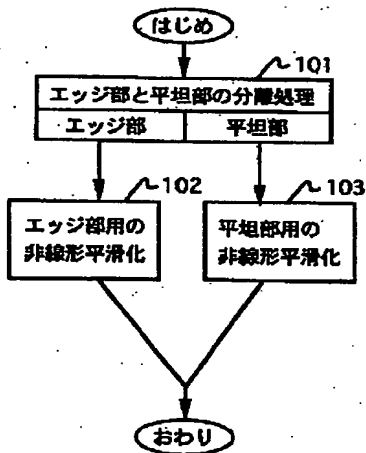 はじめ
101
エッジ部と平坦部の分離処理
エッジ部
平坦部
102
103
エッジ部用の
非線形平滑化
平坦部用の
非線形平滑化
おわり